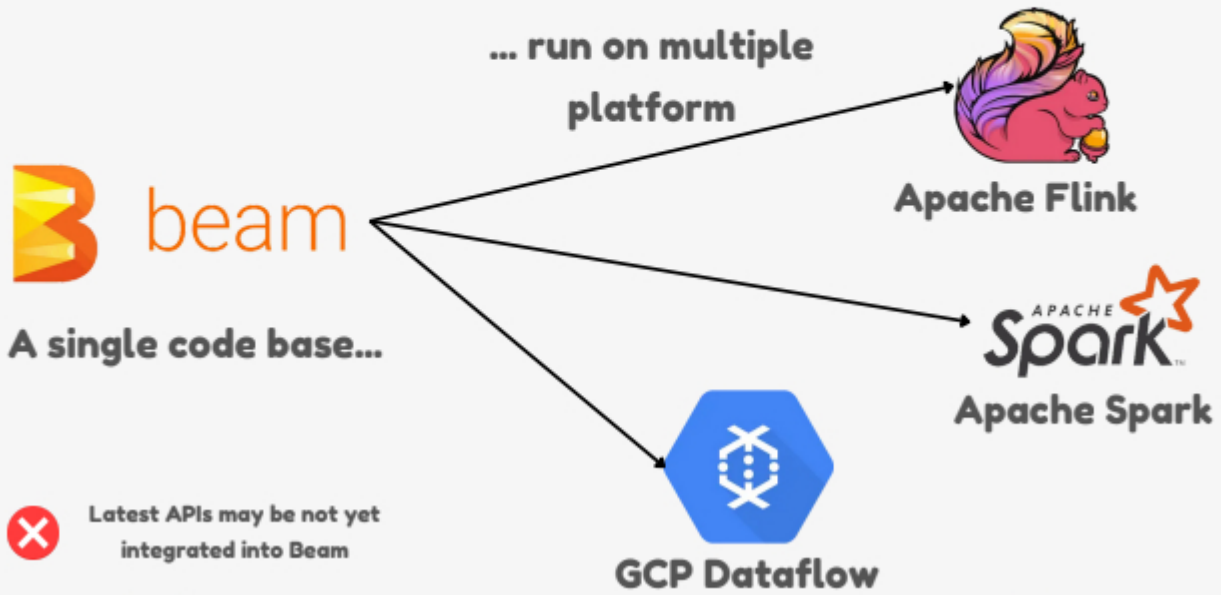 ... run on multiple
platform
beam
A single code base...
Apache Flink
APACHE
Spark™
Apache Spark
GCP Dataflow
Latest APIs may be not yet
integrated into Beam